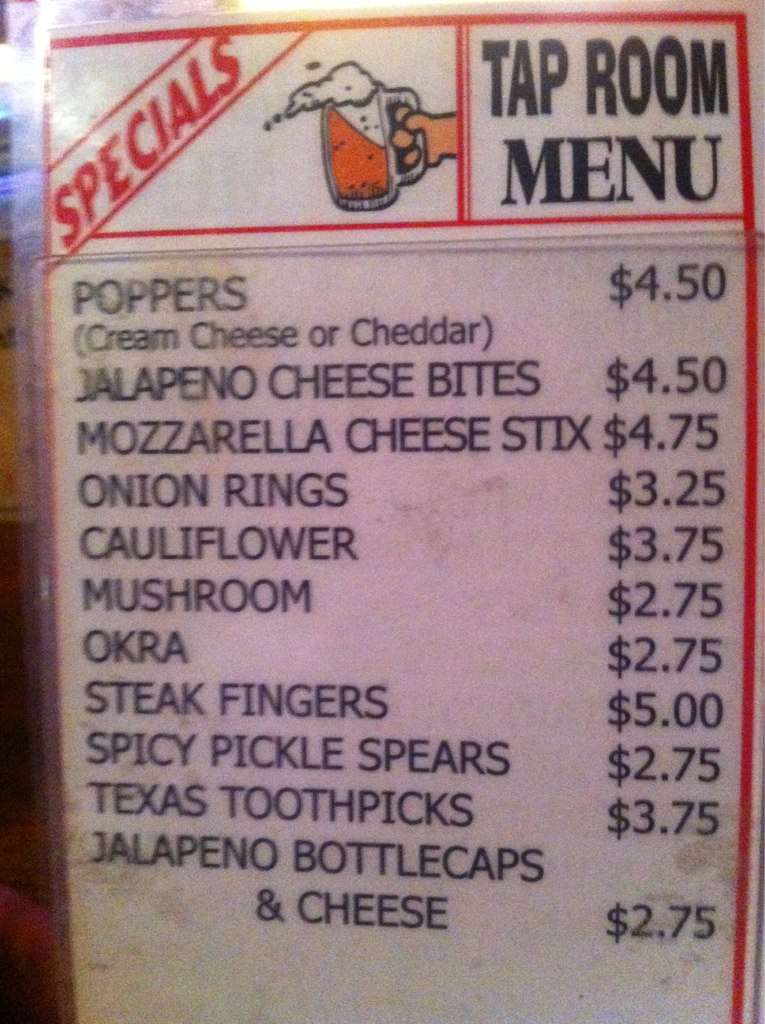 SPECIALS
TAP ROOM
MENU
POPPERS $4.50
(Cream Cheese or Cheddar)
JALAPENO CHEESE BITES $4.50
MOZZARELLA CHEESE STIX $4.75
ONION RINGS $3.25
CAULIFLOWER $3.75
MUSHROOM $2.75
OKRA $2.75
STEAK FINGERS $5.00
SPICY PICKLE SPEARS $2.75
TEXAS TOOTHPICKS $3.75
JALAPENO BOTTLECAPS
& CHEESE $2.75